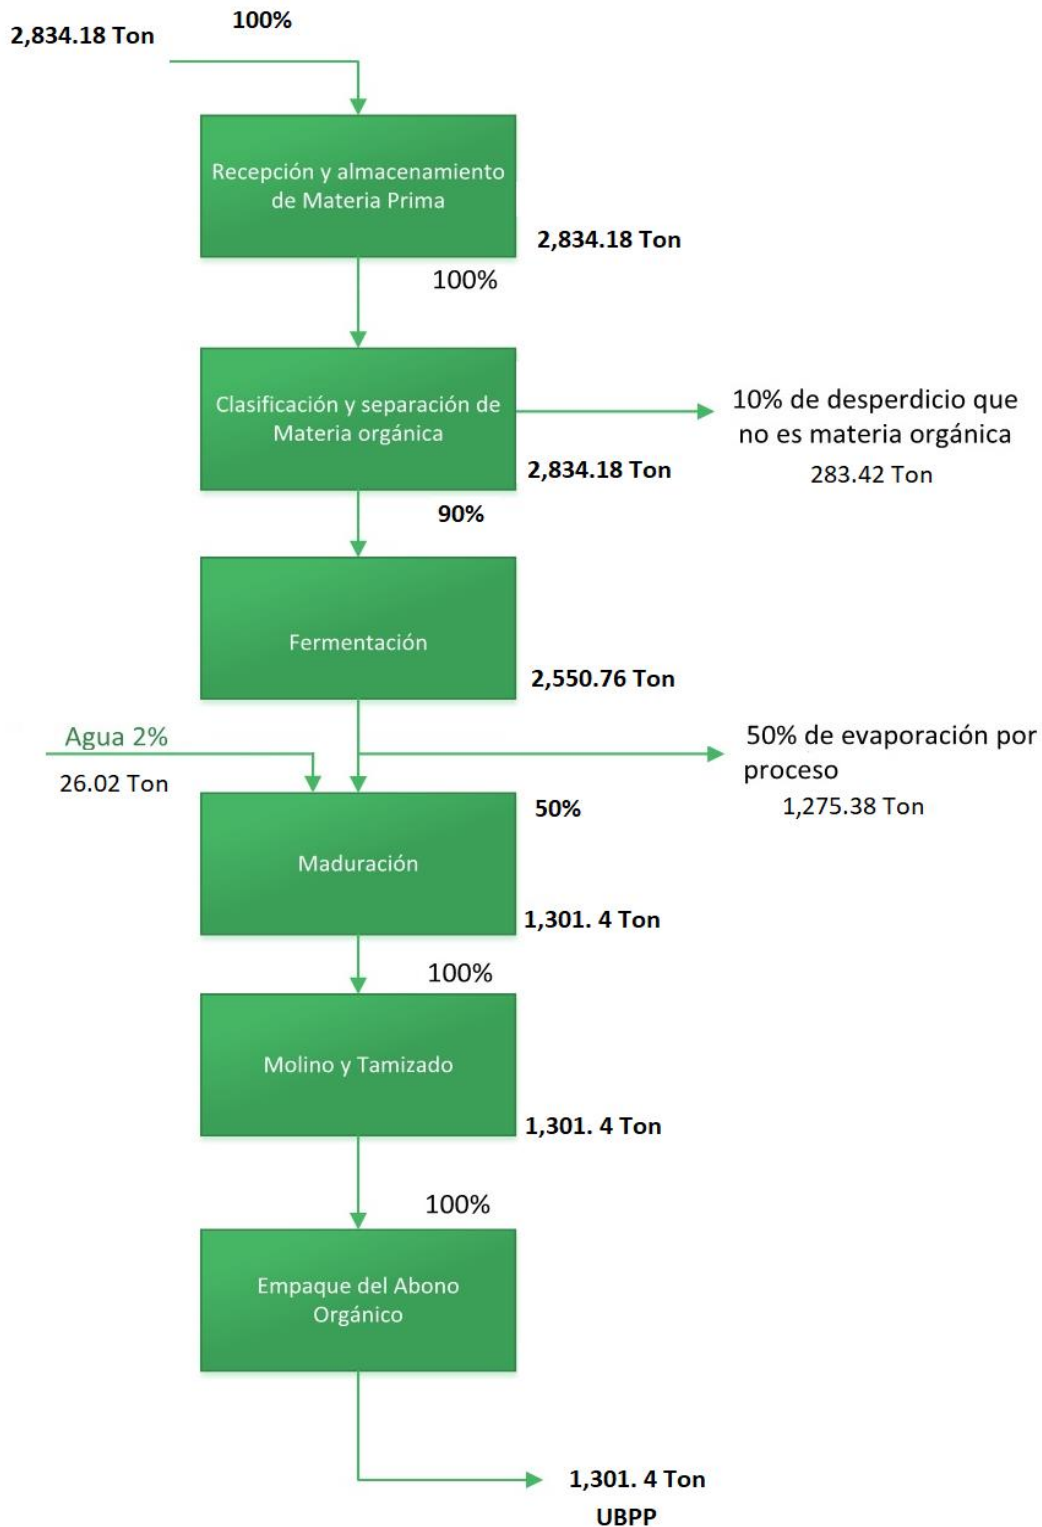 100%
2,834.18 Ton
Recepción y almacenamiento
de Materia Prima
2,834.18 Ton
100%
Clasificación y separación de
Materia orgánica
10% de desperdicio que
no es materia orgánica
283.42 Ton
2,834.18 Ton
90%
Fermentación
2,550.76 Ton
Agua 2%
26.02 Ton
50% de evaporación por
proceso
1,275.38 Ton
50%
Maduración
1,301. 4 Ton
100%
Molino y Tamizado
1,301. 4 Ton
100%
Empaque del Abono
Orgánico
1,301. 4 Ton
UBPP